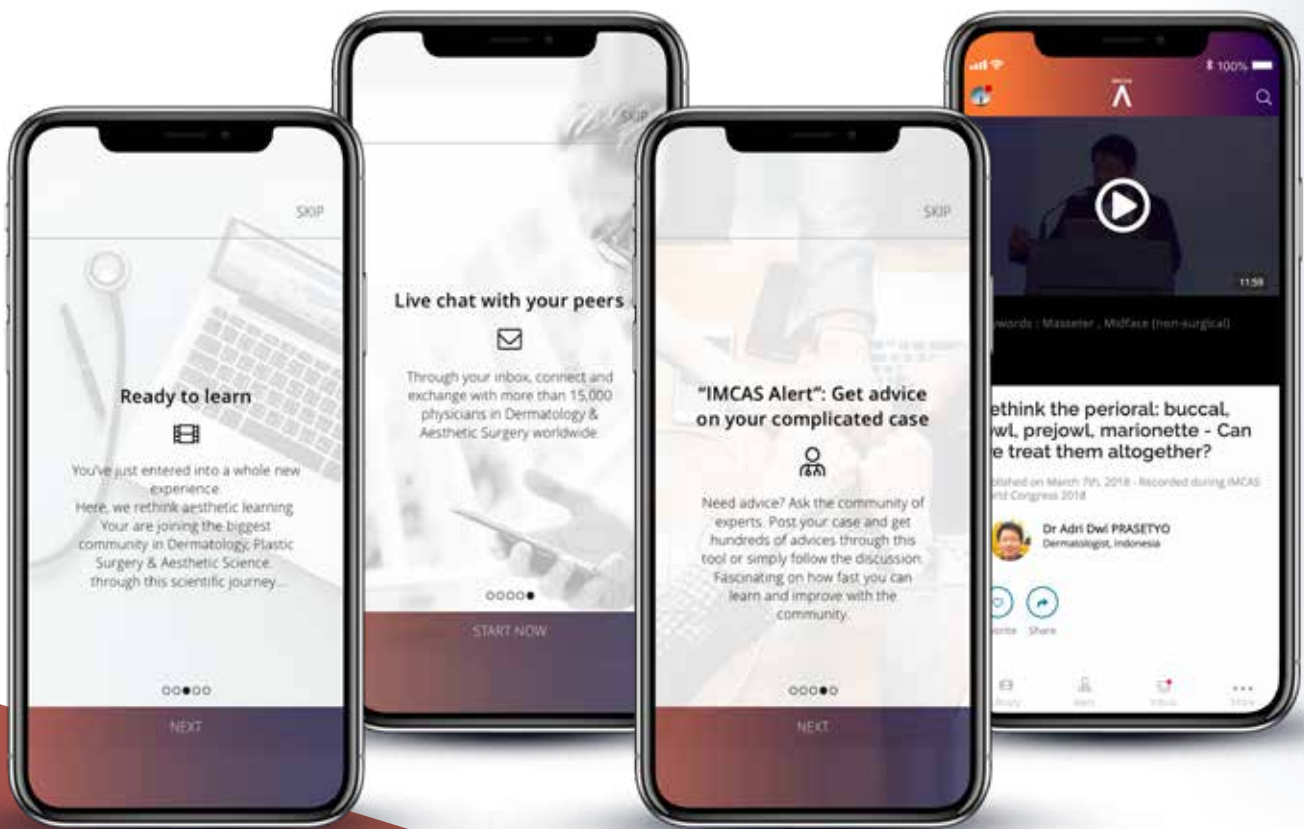 SKIP
Ready to learn
You've just entered into a whole new
experience.
Here, we rethink aesthetic learning.
Your are joining the biggest
community in Dermatology, Plastic
Surgery & Aesthetic Science.
through this scientific journey...
NEXT
SKIP
Live chat with your peers
Through your inbox, connect and
exchange with more than 15,000
physicians in Dermatology &
Aesthetic Surgery worldwide.
START NOW
SKIP
"IMCAS Alert": Get advice
on your complicated case
Need advice? Ask the community of
experts. Post your case and get
hundreds of advices through this
tool or simply follow the discussion.
Fascinating on how fast you can
learn and improve with the
community.
NEXT
100%
11:59
ywords : Masseter , Midface (non-surgical)
ethink the perioral: buccal,
wl, prejowl, marionette - Can
e treat them altogether?
blished on March 7th, 2018 - Recorded during IMCAS
rld Congress 2018
Dr Adri Dwi PRASETYO
Dermatologist, Indonesia
vorite Share
Inbox More